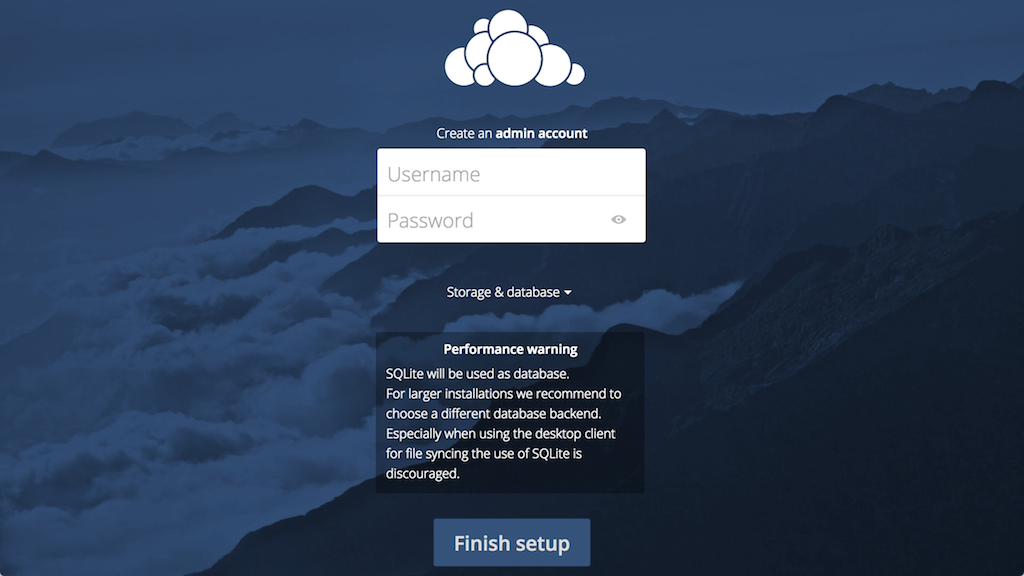 Create an admin account
Username
Password
Storage & database
Performance warning
SQLite will be used as database.
For larger installations we recommend to
choose a different database backend.
Especially when using the desktop client
for file syncing the use of SQLite is
discouraged.
Finish setup